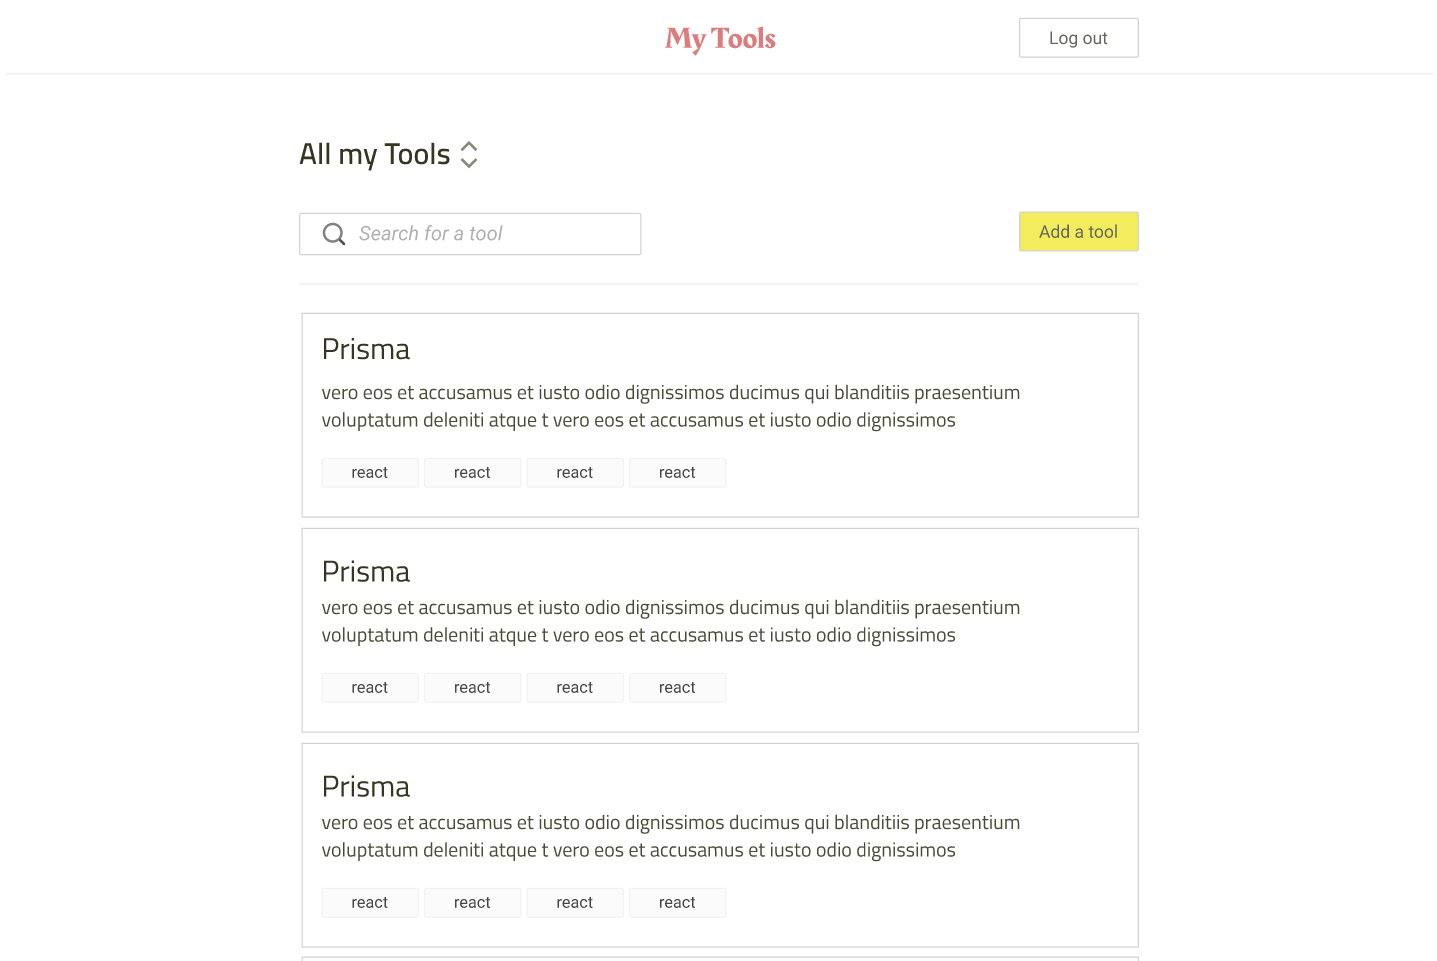 My Tools
Log out
All my Tools
Search for a tool
Add a tool
Prisma
vero eos et accusamus et iusto odio dignissimos ducimus qui blanditiis praesentium
voluptatum deleniti atque t vero eos et accusamus et iusto odio dignissimos
react react react react
Prisma
vero eos et accusamus et iusto odio dignissimos ducimus qui blanditiis praesentium
voluptatum deleniti atque t vero eos et accusamus et iusto odio dignissimos
react react react react
Prisma
vero eos et accusamus et iusto odio dignissimos ducimus qui blanditiis praesentium
voluptatum deleniti atque t vero eos et accusamus et iusto odio dignissimos
react react react react